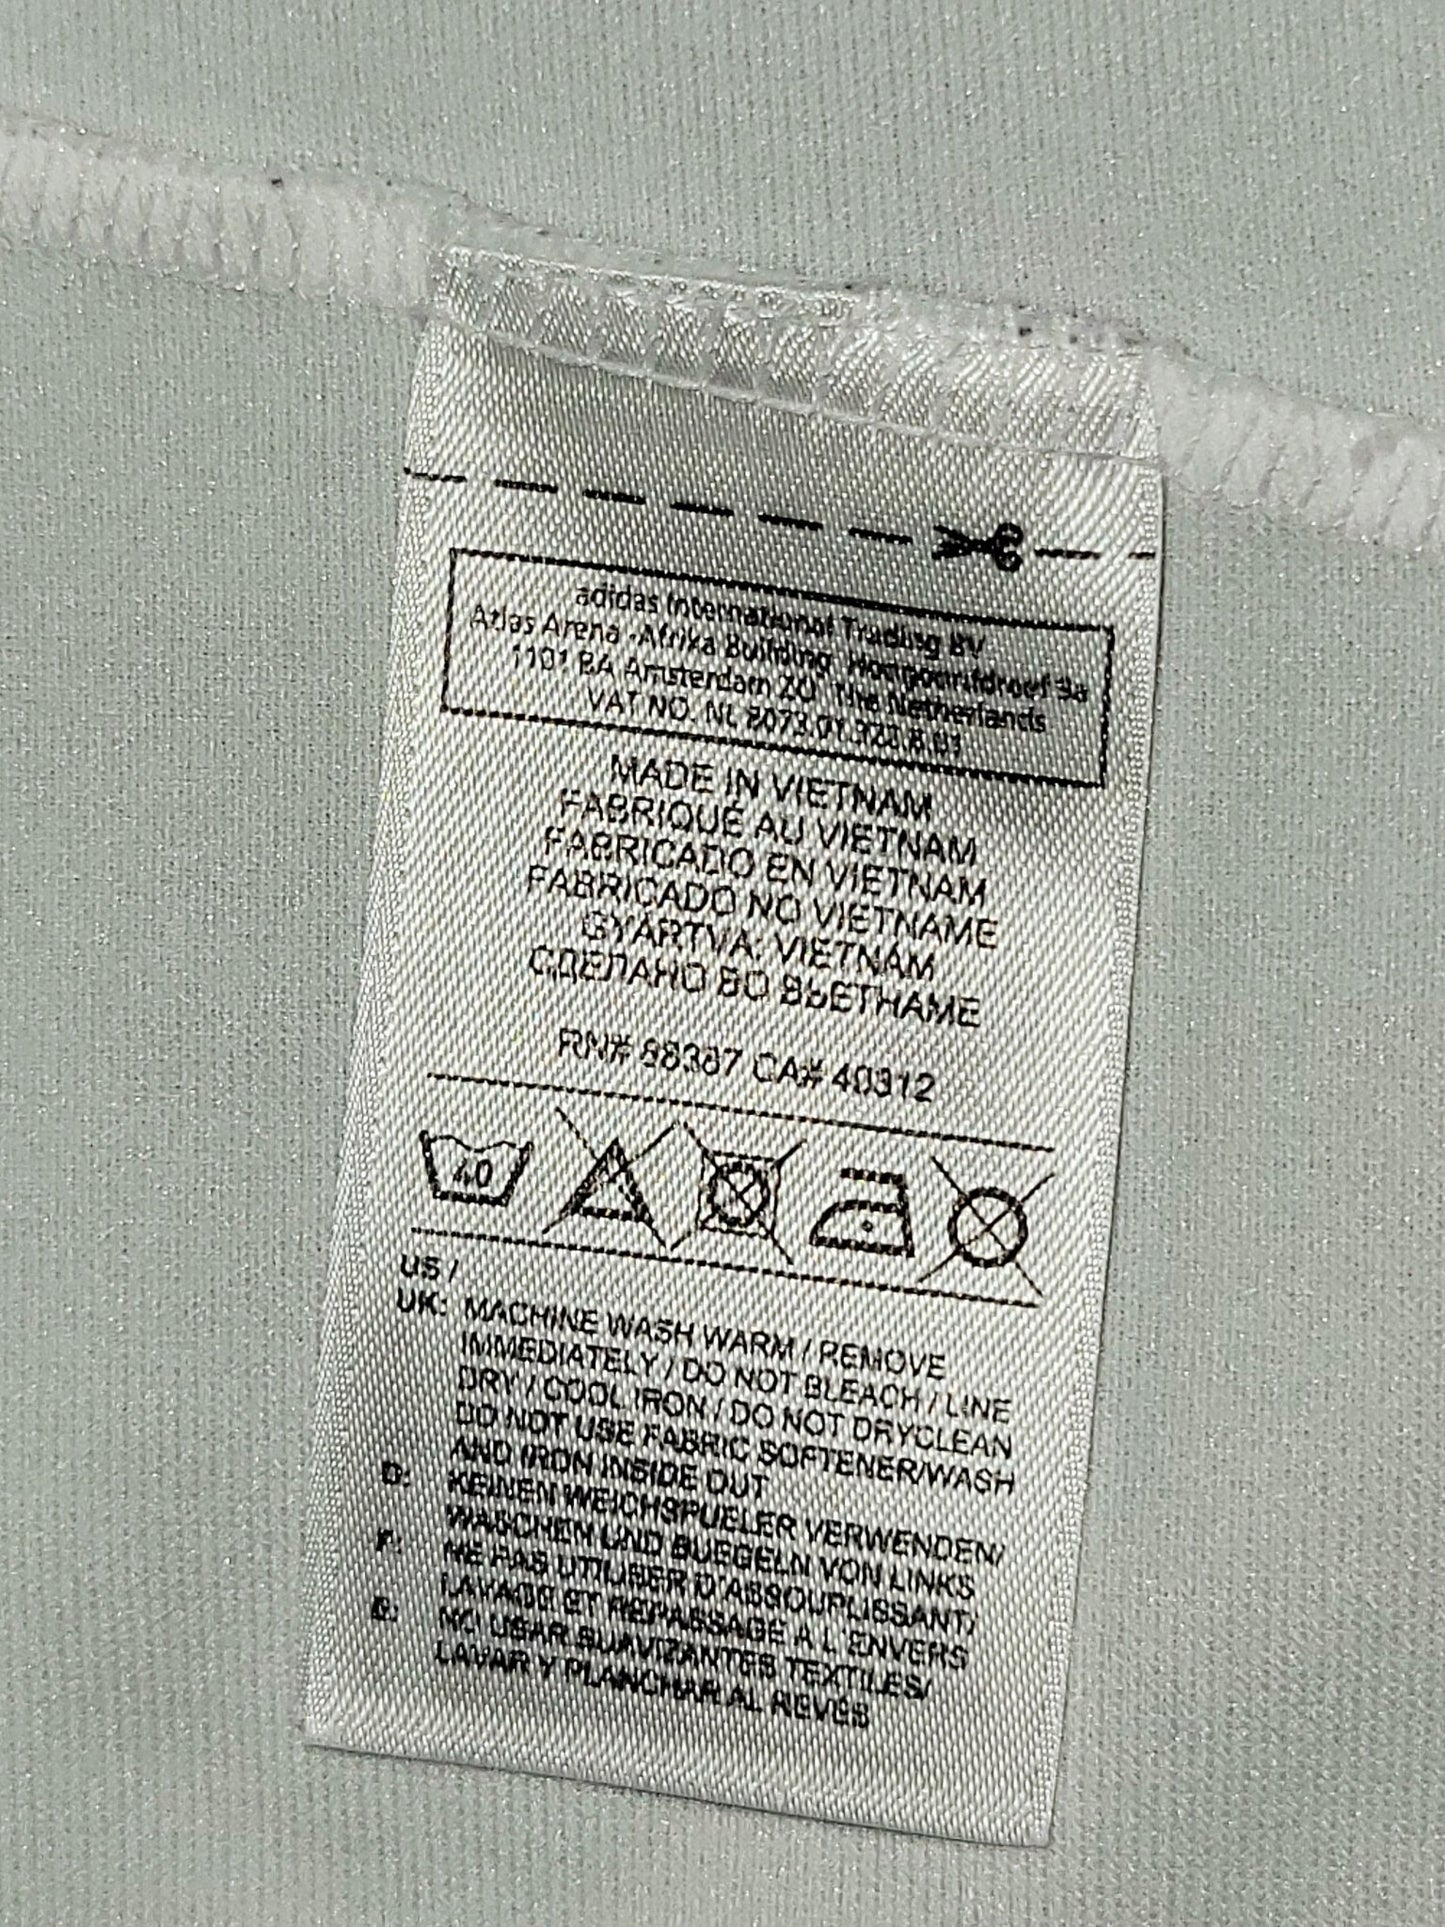 adidas International Trading BV
Atlas Arena -Afrika Building, Hoogoorddreef 9a
1101 BA Amsterdam ZO, The Netherlands
VAT NO. NL 8073.01.323.B.01
MADE IN VIETNAM
FABRIQUÉ AU VIETNAM
FABRICADO EN VIETNAM
FABRICADO NO VIETNAME
GYÁRTVA: VIETNÁM
СДЕЛАНО ВО ВЬЕТНАМЕ
RN# 88387 CA# 40312
40
US /
UK: MACHINE WASH WARM / REMOVE
IMMEDIATELY / DO NOT BLEACH / LINE
DRY / COOL IRON / DO NOT DRYCLEAN
DO NOT USE FABRIC SOFTENER/WASH
AND IRON INSIDE OUT
D: KEINEN WEICHSPUELER VERWENDEN/
WASCHEN UND BUEGELN VON LINKS
F: NE PAS UTILISER D'ASSOUPLISSANT/
LAVAGE ET REPASSAGE A L'ENVERS
E: NO USAR SUAVIZANTES TEXTILES/
LAVAR Y PLANCHAR AL REVES